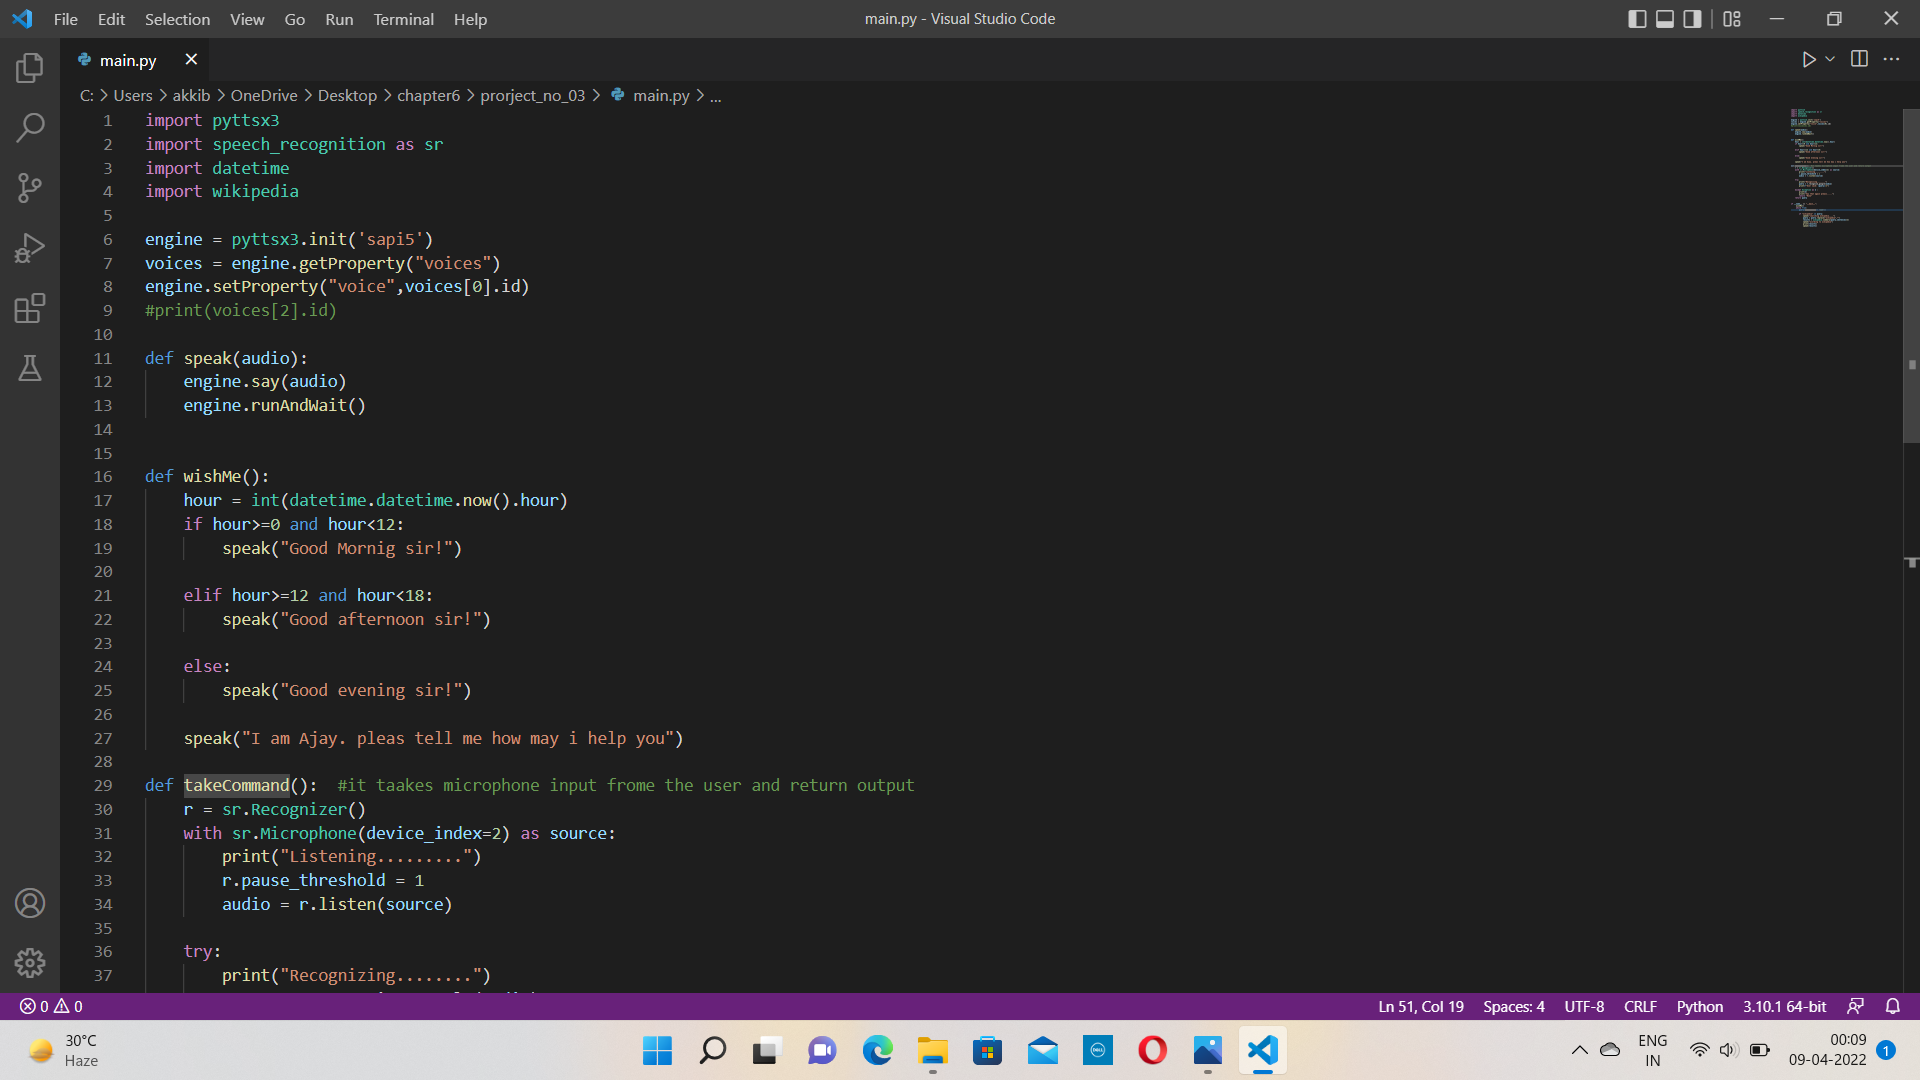 File Edit Selection View Go Run Terminal Help
main.py - Visual Studio Code
main.py
C: > Users > akkib > OneDrive > Desktop > chapter6 > prorject_no_03 > main.py > ...
1 import pyttsx3
2 import speech_recognition as sr
3 import datetime
4 import wikipedia
5
6 engine = pyttsx3.init('sapi5')
7 voices = engine.getProperty("voices")
8 engine.setProperty("voice",voices[0].id)
9 #print(voices[2].id)
10
11 def speak(audio):
12     engine.say(audio)
13     engine.runAndWait()
14
15
16 def wishMe():
17     hour = int(datetime.datetime.now().hour)
18     if hour>=0 and hour<12:
19         speak("Good Mornig sir!")
20
21     elif hour>=12 and hour<18:
22         speak("Good afternoon sir!")
23
24     else:
25         speak("Good evening sir!")
26
27     speak("I am Ajay. pleas tell me how may i help you")
28
29 def takeCommand():  #it taakes microphone input frome the user and return output
30     r = sr.Recognizer()
31     with sr.Microphone(device_index=2) as source:
32         print("Listening.........")
33         r.pause_threshold = 1
34         audio = r.listen(source)
35
36     try:
37         print("Recognizing........")
0 0
Ln 51, Col 19 Spaces: 4 UTF-8 CRLF Python 3.10.1 64-bit
30°C
Haze
ENG
IN
00:09
09-04-2022
1